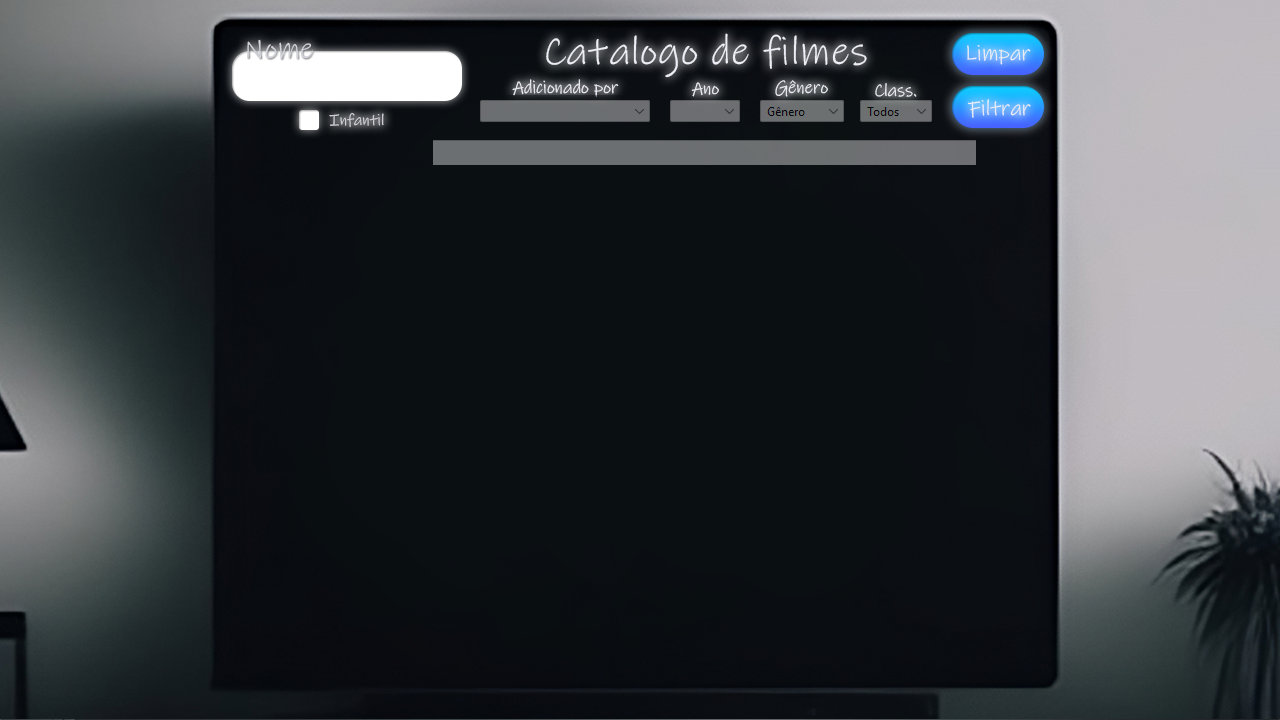 Nome
Catalogo de filmes
Limpar
Adicionado por
Ano
Gênero
Class.
Gênero
Todos
Filtrar
Infantil